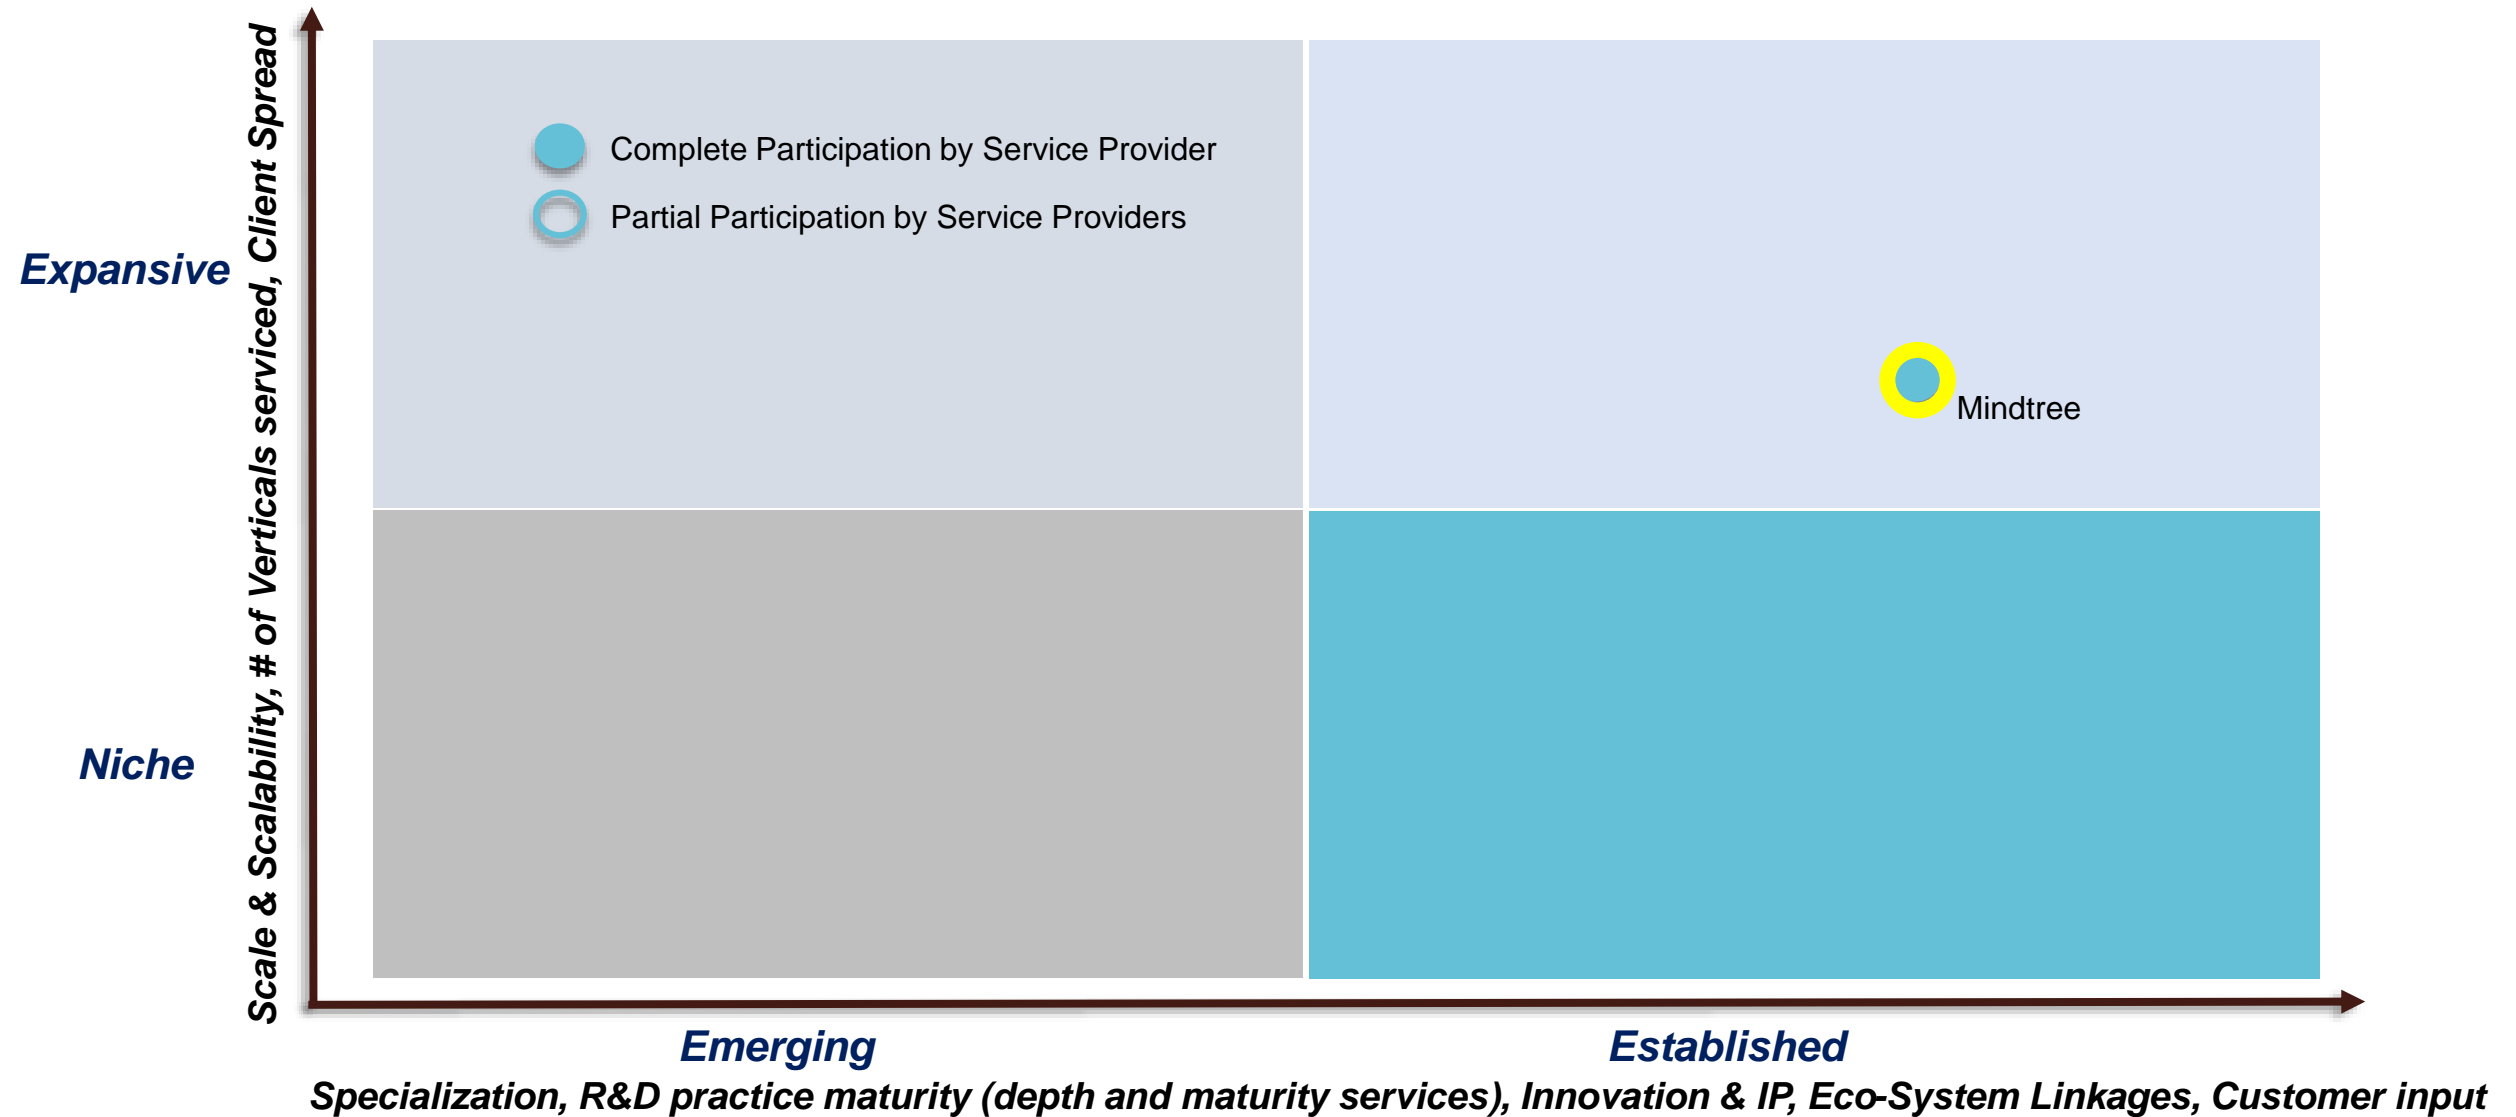 Scale & Scalability, # of Verticals serviced, Client Spread
Complete Participation by Service Provider
Partial Participation by Service Providers
Expansive
Mindtree
Niche
Emerging
Established
Specialization, R&D practice maturity (depth and maturity services), Innovation & IP, Eco-System Linkages, Customer input